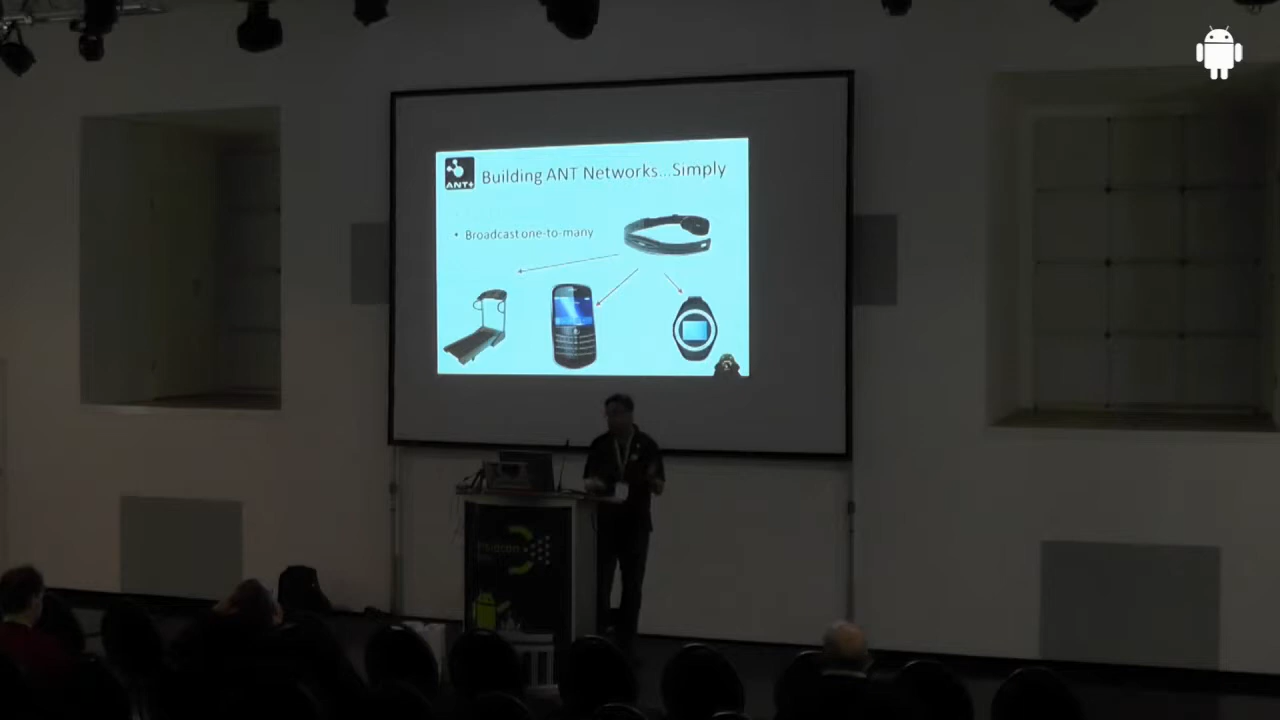 ANT+
Building ANT Networks...Simply
• Broadcast one-to-many